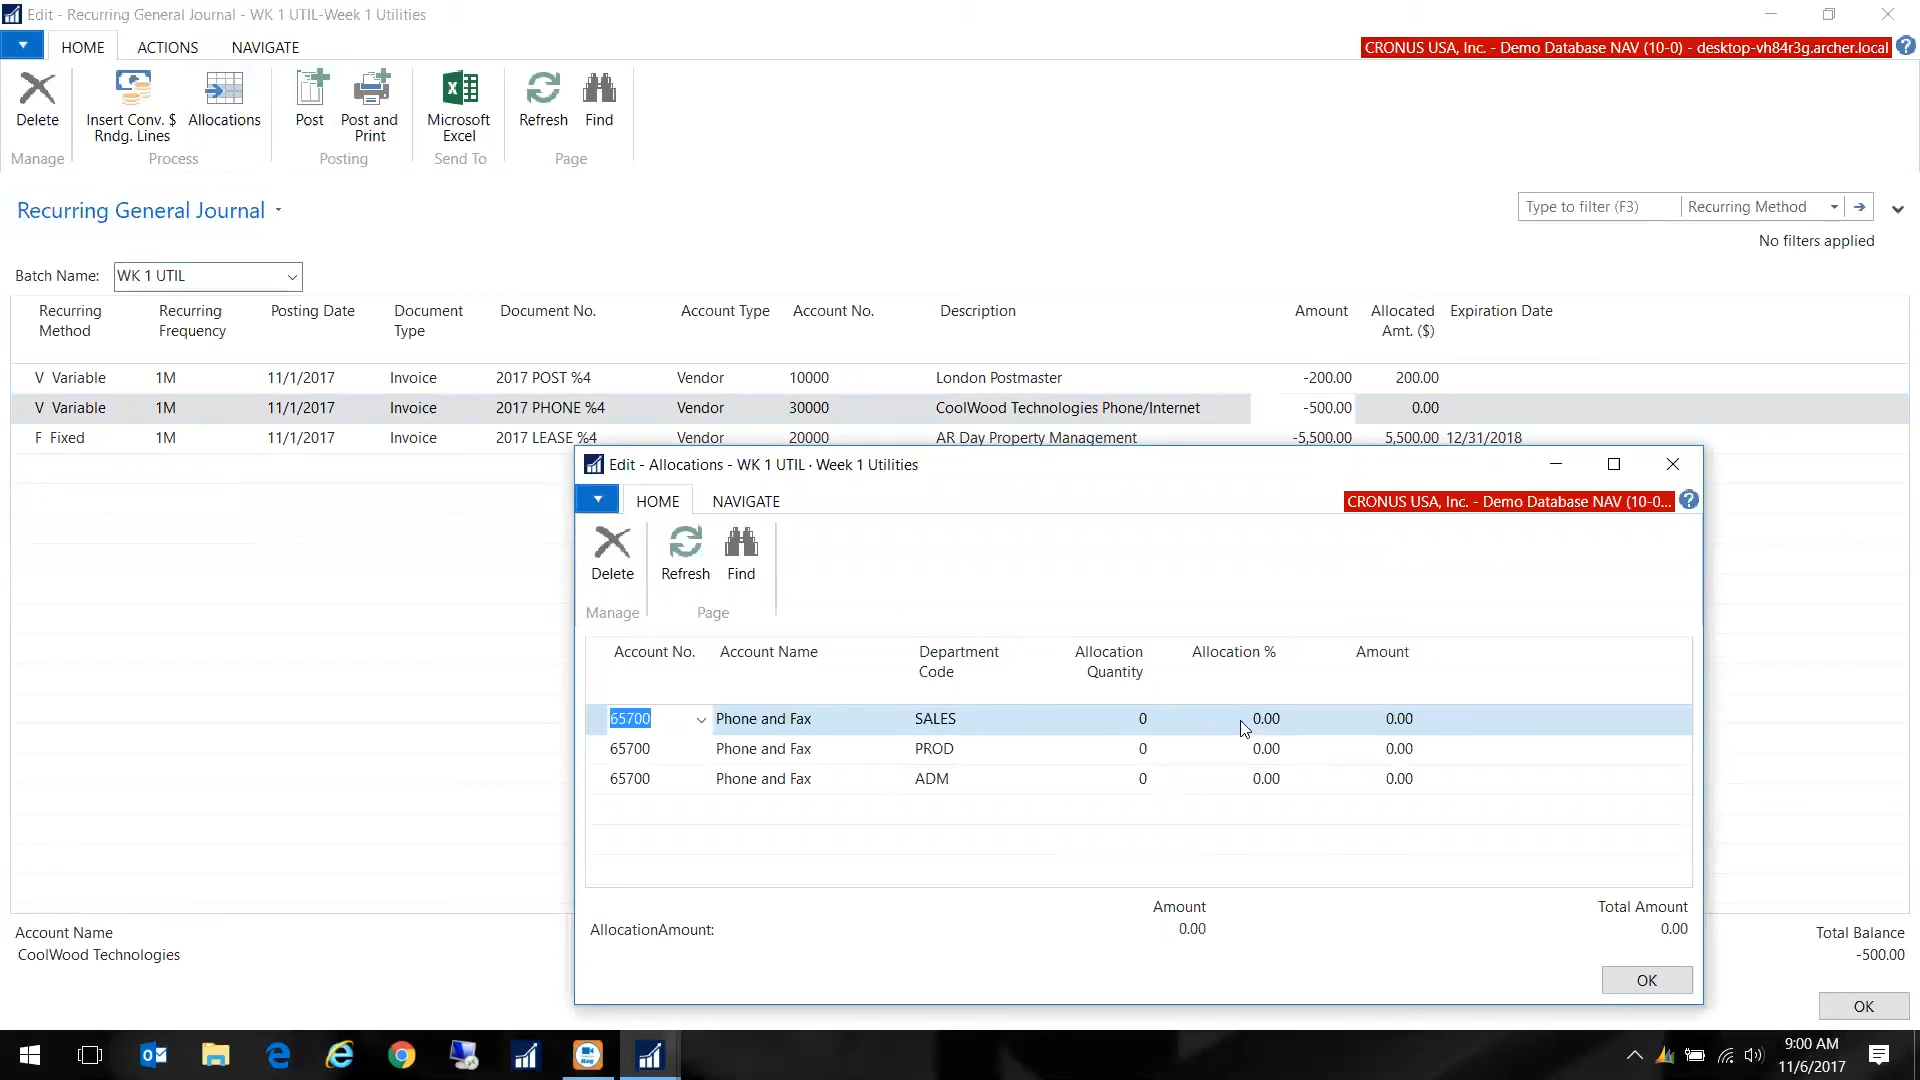 Edit - Recurring General Journal - WK 1 UTIL-Week 1 Utilities
HOME ACTIONS NAVIGATE
CRONUS USA, Inc. - Demo Database NAV (10-0) - desktop-vh84r3g.archer.local
Delete
Insert Conv. $
Rndg. Lines
Allocations
Post
Post and
Print
Microsoft
Excel
Refresh
Find
Manage Process Posting Send To Page
Recurring General Journal
Type to filter (F3) Recurring Method
No filters applied
Batch Name: WK 1 UTIL
Recurring
Method
Recurring
Frequency
Posting Date
Document
Type
Document No.
Account Type
Account No.
Description
Amount
Allocated
Amt. ($)
Expiration Date
V Variable 1M 11/1/2017 Invoice 2017 POST %4 Vendor 10000 London Postmaster -200.00 200.00
V Variable 1M 11/1/2017 Invoice 2017 PHONE %4 Vendor 30000 CoolWood Technologies Phone/Internet -500.00 0.00
F Fixed 1M 11/1/2017 Invoice 2017 LEASE %4 Vendor 20000 AR Day Property Management -5,500.00 5,500.00 12/31/2018
Edit - Allocations - WK 1 UTIL · Week 1 Utilities
HOME NAVIGATE
CRONUS USA, Inc. - Demo Database NAV (10-0...
Delete Refresh Find
Manage Page
Account No.
Account Name
Department
Code
Allocation
Quantity
Allocation %
Amount
65700 Phone and Fax SALES 0 0.00 0.00
65700 Phone and Fax PROD 0 0.00 0.00
65700 Phone and Fax ADM 0 0.00 0.00
Amount Total Amount
AllocationAmount: 0.00 0.00
OK
Account Name
CoolWood Technologies
Total Balance
-500.00
OK
9:00 AM
11/6/2017